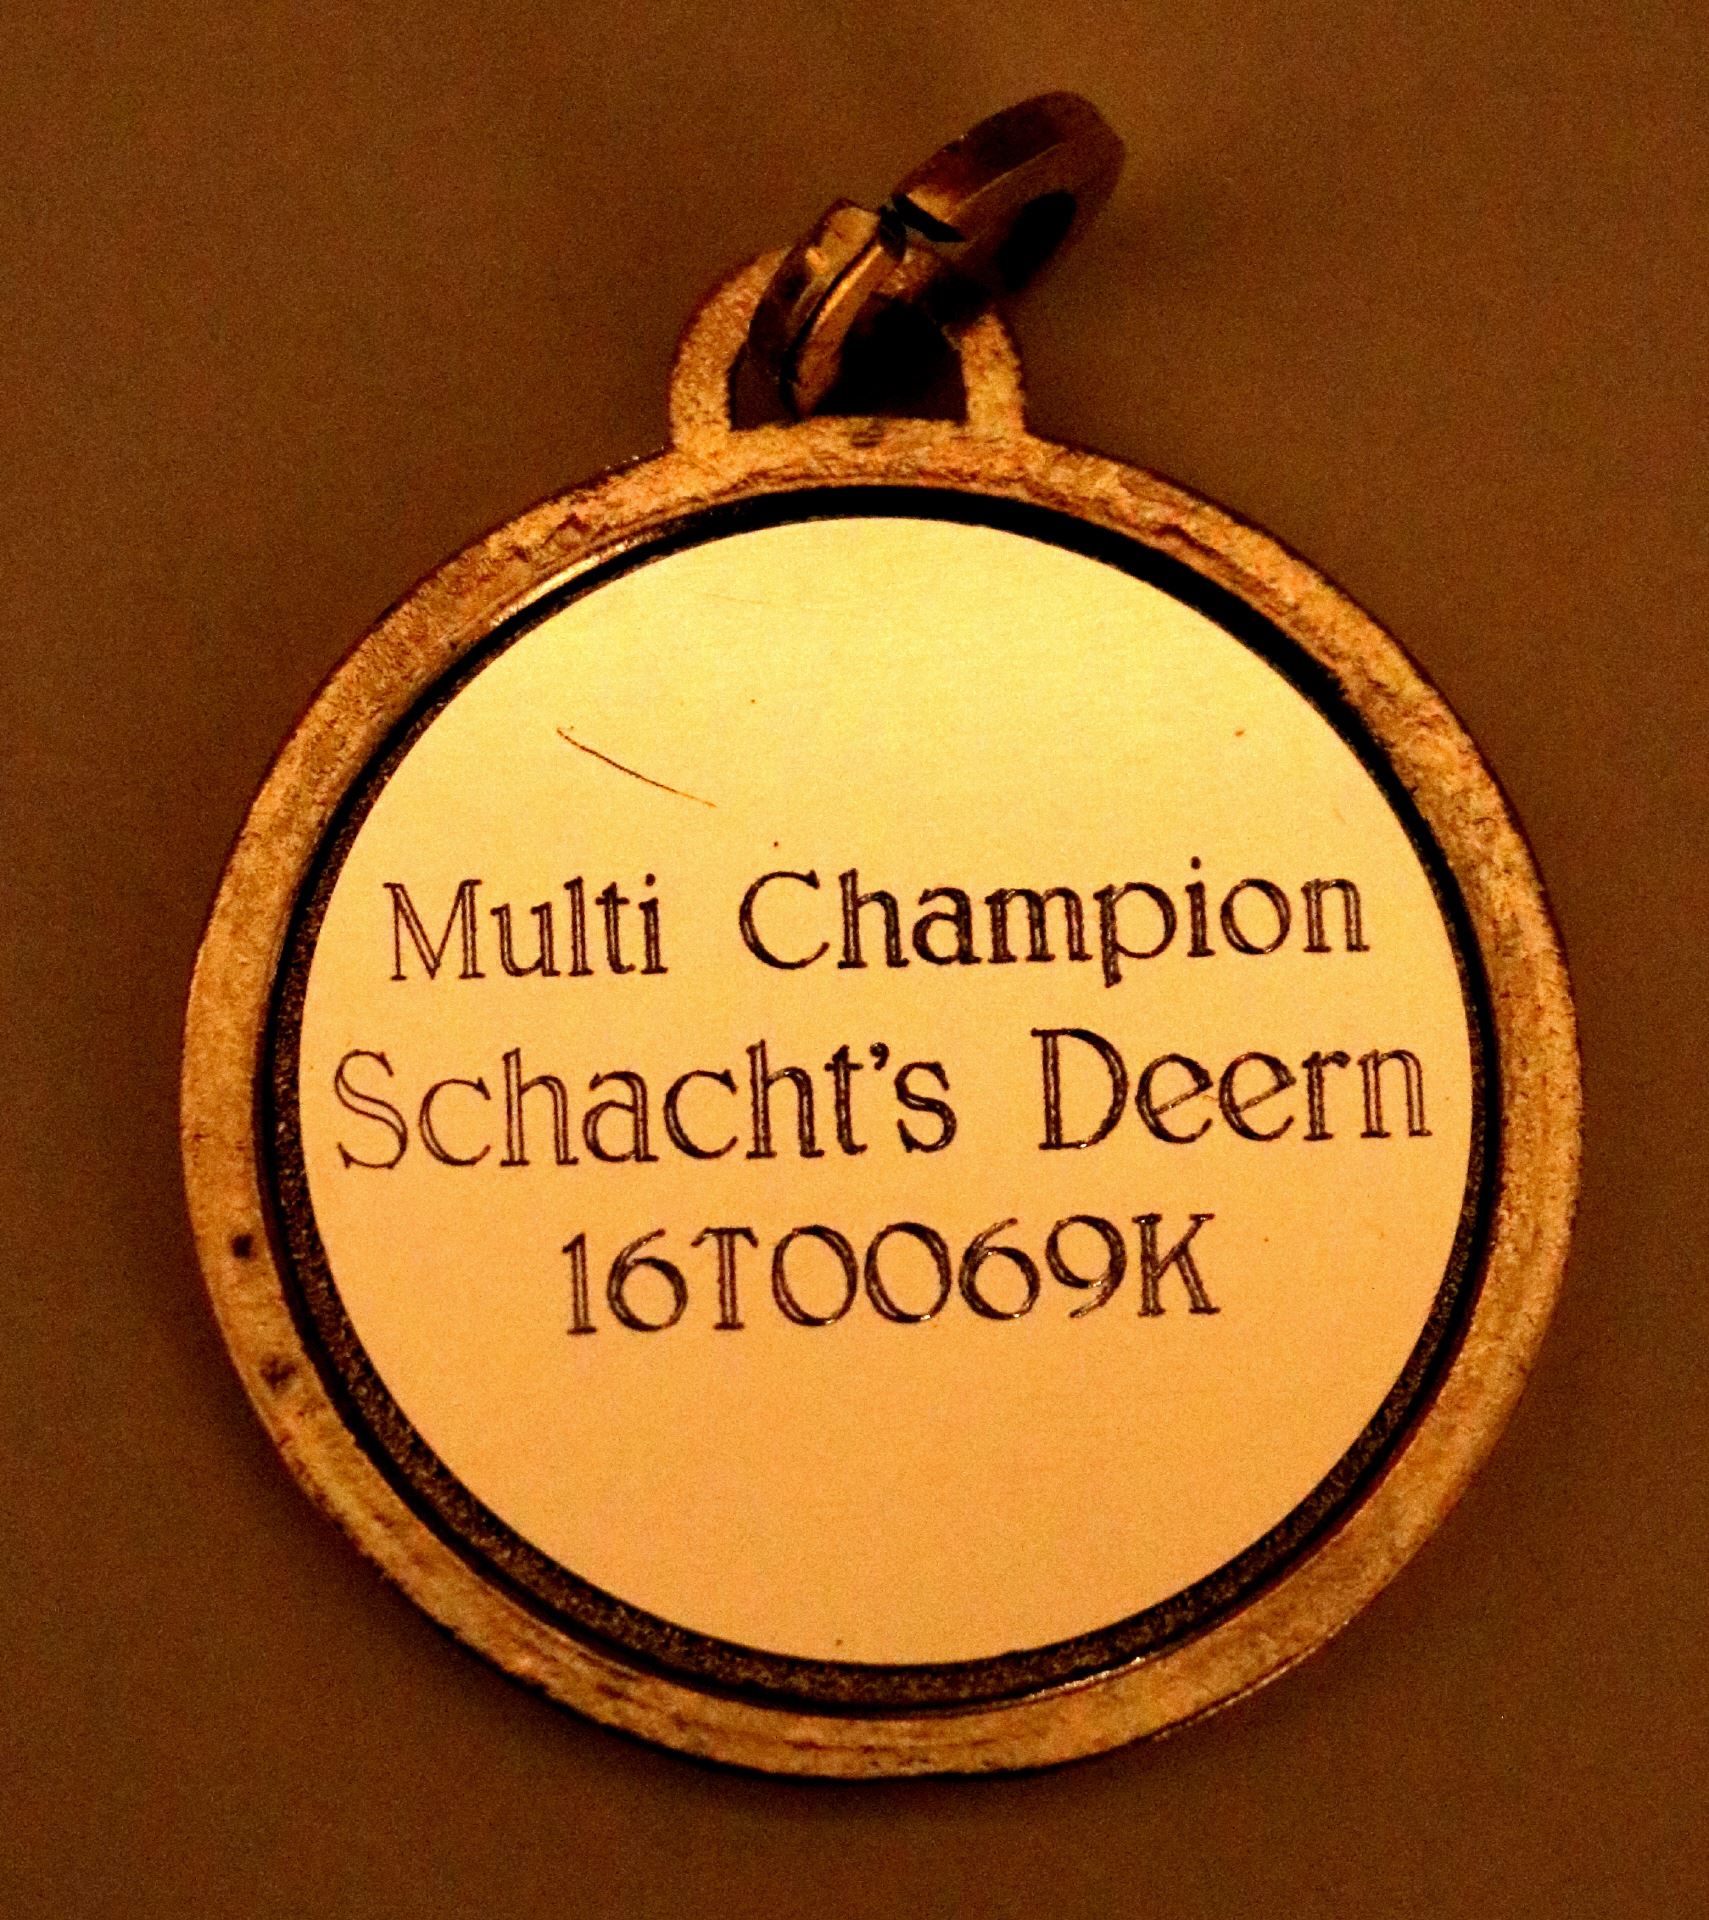 Multi Champion
Schacht's Deern
16T0069K